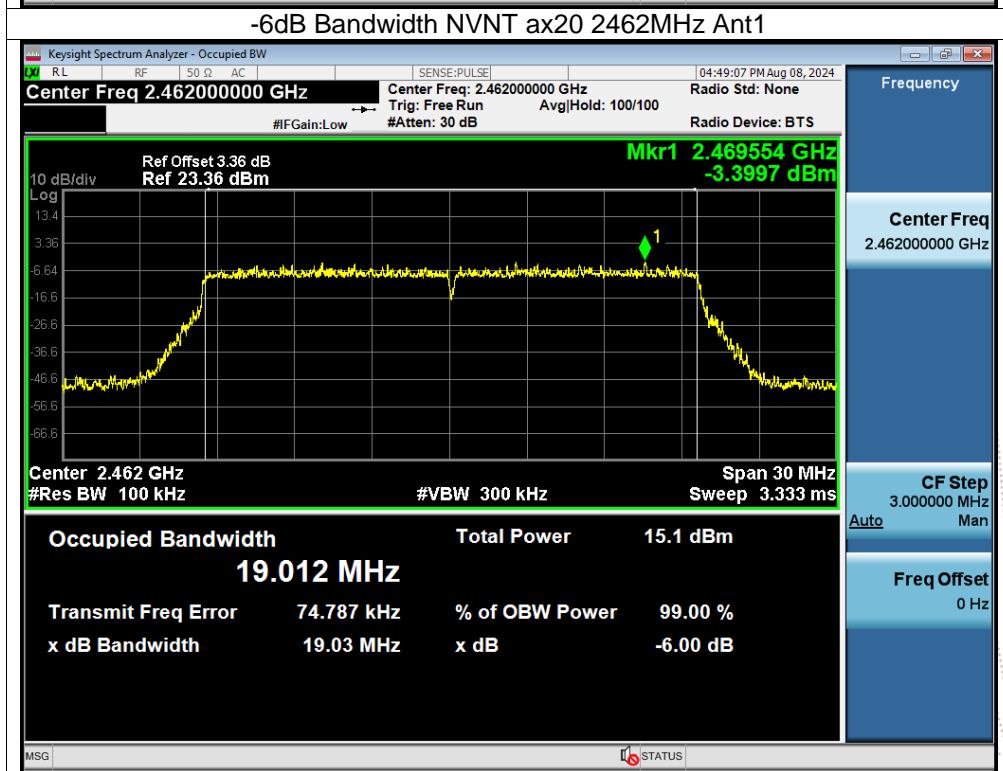 -6dB Bandwidth NVNT ax20 2462MHz Ant1
Keysight Spectrum Analyzer - Occupied BW
LXI RL RF 50 Ω AC SENSE:PULSE 04:49:07 PM Aug 08, 2024
Center Freq 2.462000000 GHz
Center Freq: 2.462000000 GHz
Radio Std: None
Trig: Free Run Avg|Hold: 100/100
#IFGain:Low
#Atten: 30 dB
Radio Device: BTS
Ref Offset 3.36 dB
10 dB/div Ref 23.36 dBm
Mkr1 2.469554 GHz
-3.3997 dBm
Log
13.4
3.36
-6.64
-16.6
-26.6
-36.6
-46.6
-56.6
-66.6
1
Center 2.462 GHz
Span 30 MHz
#Res BW 100 kHz
#VBW 300 kHz
Sweep 3.333 ms
Occupied Bandwidth
Total Power 15.1 dBm
19.012 MHz
Transmit Freq Error 74.787 kHz
% of OBW Power 99.00 %
x dB Bandwidth 19.03 MHz
x dB -6.00 dB
Frequency
Center Freq
2.462000000 GHz
CF Step
3.000000 MHz
Auto Man
Freq Offset
0 Hz
MSG
STATUS